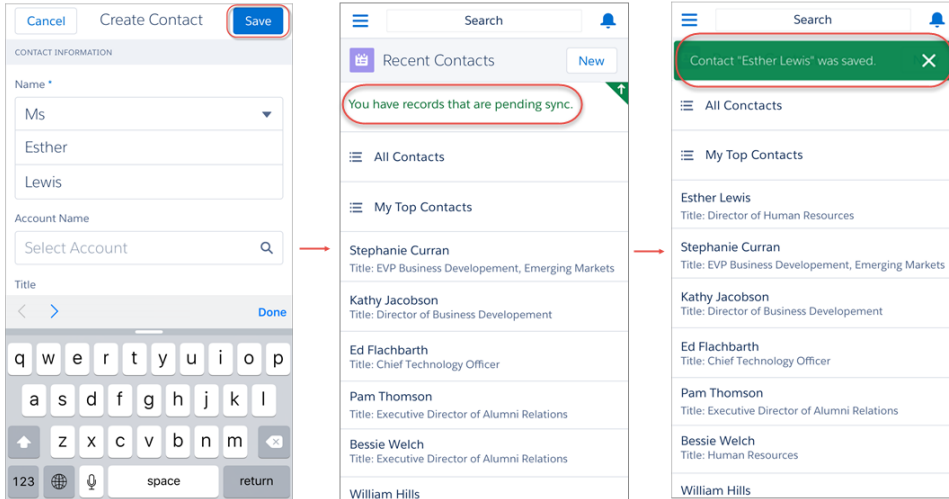 Cancel
Create Contact
Save
CONTACT INFORMATION
Name *
Ms
Esther
Lewis
Account Name
Select Account
Title
Done
q w e r t y u i o p
a s d f g h j k l
z x c v b n m
123
space
return
Search
Recent Contacts
New
You have records that are pending sync.
All Contacts
My Top Contacts
Stephanie Curran
Title: EVP Business Developement, Emerging Markets
Kathy Jacobson
Title: Director of Business Developement
Ed Flachbarth
Title: Chief Technology Officer
Pam Thomson
Title: Executive Director of Alumni Relations
Bessie Welch
Title: Executive Director of Alumni Relations
William Hills
Search
Contact "Esther Lewis" was saved.
All Conctacts
My Top Contacts
Esther Lewis
Title: Director of Human Resources
Stephanie Curran
Title: EVP Business Developement, Emerging Markets
Kathy Jacobson
Title: Director of Business Developement
Ed Flachbarth
Title: Chief Technology Officer
Pam Thomson
Title: Executive Director of Alumni Relations
Bessie Welch
Title: Human Resources
William Hills